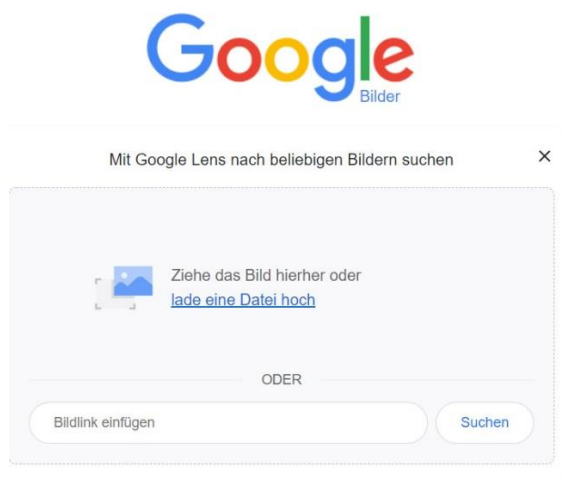 Google
Bilder
Mit Google Lens nach beliebigen Bildern suchen
Ziehe das Bild hierher oder
lade eine Datei hoch
ODER
Bildlink einfügen
Suchen